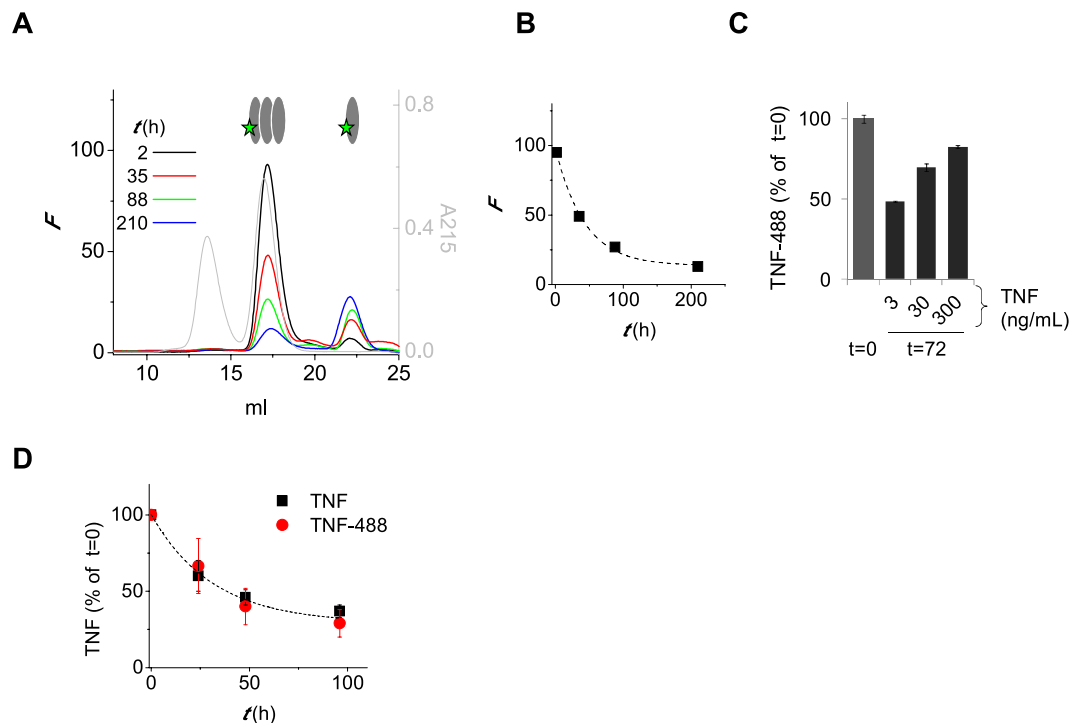 A
F
100
50
0
t(h)
2
35
88
210
0.8
0.4
0.0
A215
10
15
20
25
ml
B
F
100
50
0
0
100
200
t(h)
C
TNF-488 (% of t=0)
100
50
0
3
30
300
TNF
(ng/mL)
t=0
t=72
D
TNF (% of t=0)
100
50
0
TNF
TNF-488
0
50
100
t(h)